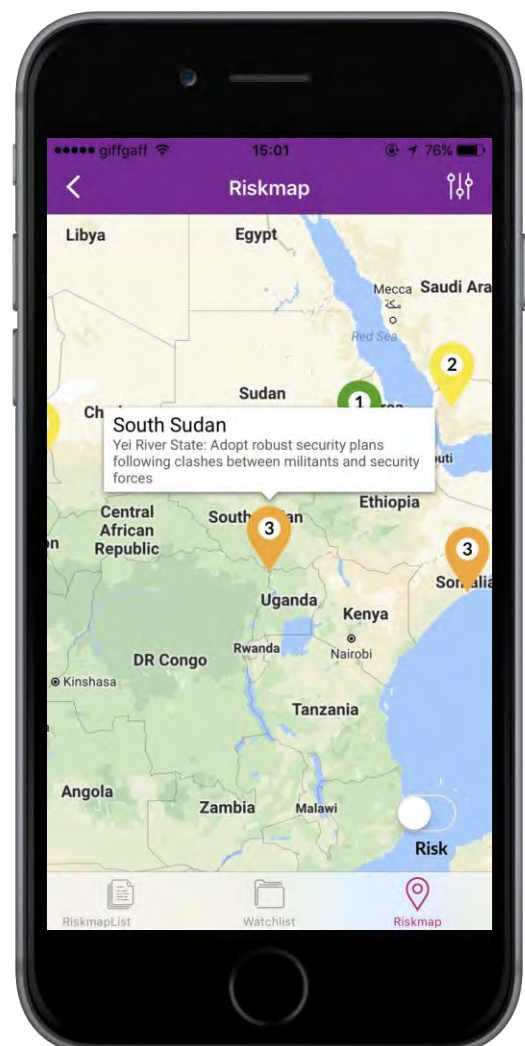 giffgaff 15:01 76%
Riskmap
Libya Egypt
Mecca Saudi Ara
مكة
Red Sea
2
Sudan 1
South Sudan
Yei River State: Adopt robust security plans
following clashes between militants and security
forces
outi
Central
African
Republic
South an
Ethiopia
3
3
Uganda
Kenya
Rwanda
Nairobi
DR Congo
Kinshasa
Tanzania
Angola
Zambia
Malawi
Risk
RiskmapList Watchlist Riskmap